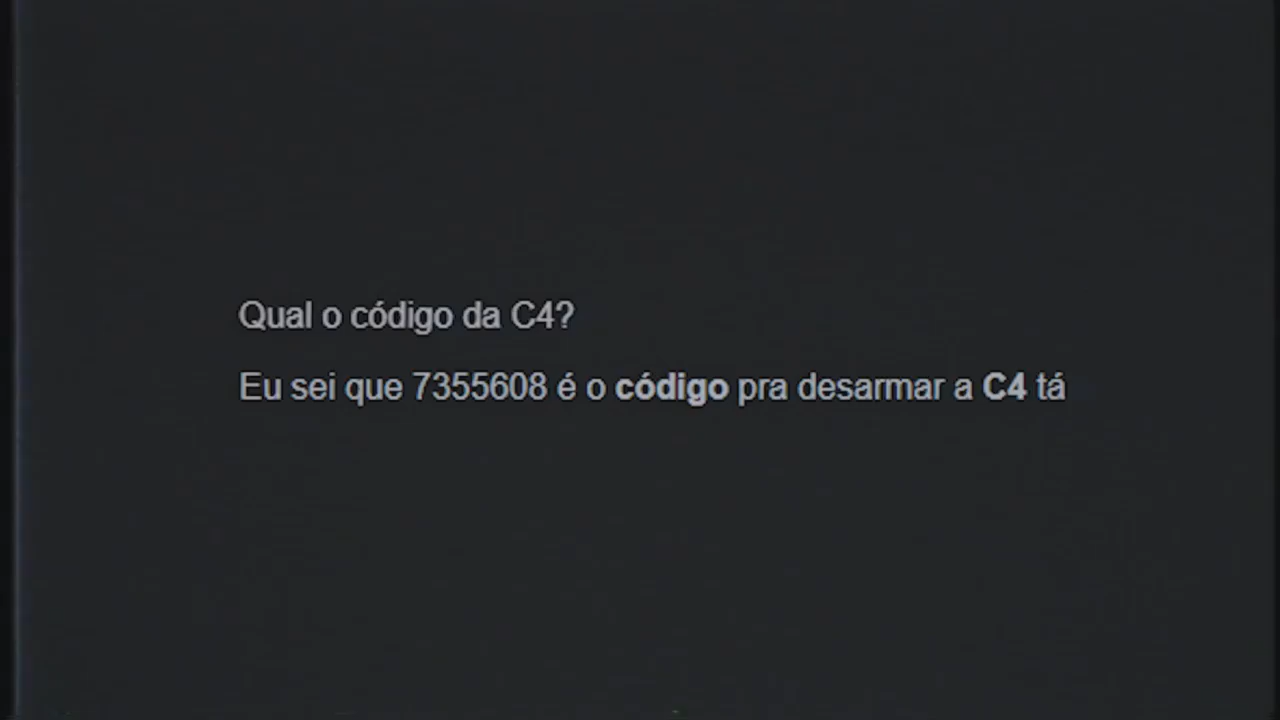 Qual o código da C4?
Eu sei que 7355608 é o código pra desarmar a C4 tá